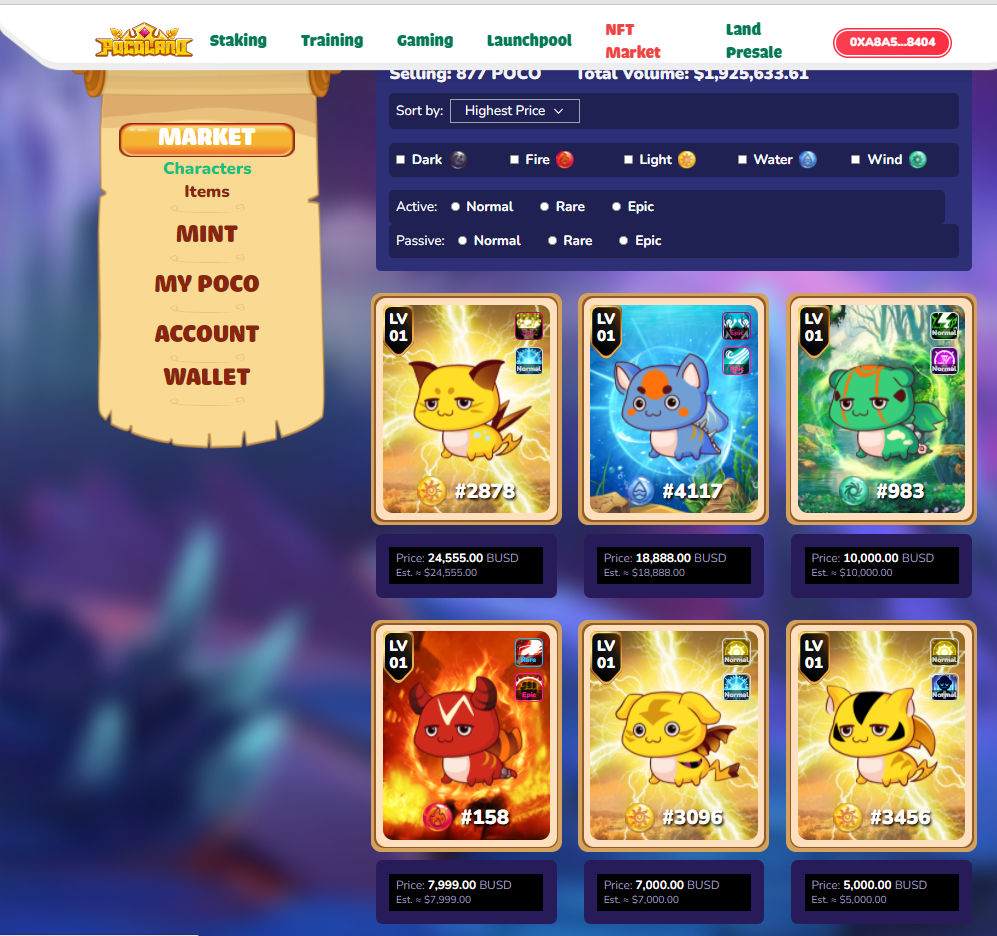 POCOLAND
Staking
Training
Gaming
Launchpool
NFT
Market
Land
Presale
0XA8A5...8404
Selling: 877 POCO
Total Volume: $1,925,633.61
MARKET
Characters
Items
MINT
MY POCO
ACCOUNT
WALLET
Sort by: Highest Price
Dark Fire Light Water Wind
Active: Normal Rare Epic
Passive: Normal Rare Epic
LV
01
Normal
#2878
LV
01
Epic
Epic
#4117
LV
01
Normal
Normal
#983
Price: 24,555.00 BUSD
Est. ≈ $24,555.00
Price: 18,888.00 BUSD
Est. ≈ $18,888.00
Price: 10,000.00 BUSD
Est. ≈ $10,000.00
LV
01
Rare
Epic
#158
LV
01
Normal
Normal
#3096
LV
01
Normal
Normal
#3456
Price: 7,999.00 BUSD
Est. ≈ $7,999.00
Price: 7,000.00 BUSD
Est. ≈ $7,000.00
Price: 5,000.00 BUSD
Est. ≈ $5,000.00